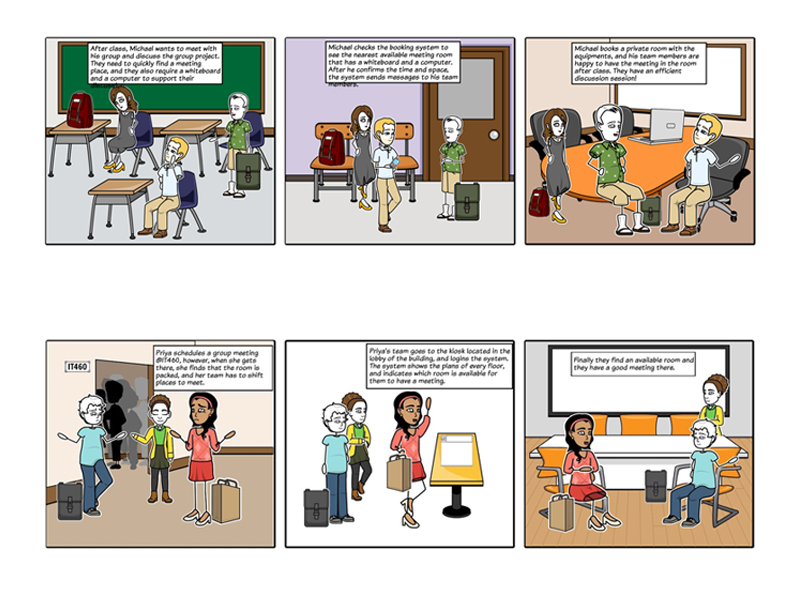 After class, Michael wants to meet with
his group and discuss the group project.
They need to quickly find a meeting
place, and they also require a whiteboard
and a computer to support their
discussion.
Michael checks the booking system to
see the nearest available meeting room
that has a whiteboard and a computer.
After he confirms the time and space,
the system sends messages to his team
members.
Michael books a private room with the
equipments, and his team members are
happy to have the meeting in the room
after class. They have an efficient
discussion session!
Priya schedules a group meeting
@IT460, however, when she gets
there, she finds that the room is
packed, and her team has to shift
places to meet.
IT460
Priya's team goes to the kiosk located in the
lobby of the building, and logins the system.
The system shows the plans of every floor,
and indicates which room is available for
them to have a meeting.
Finally they find an available room and
they have a good meeting there.